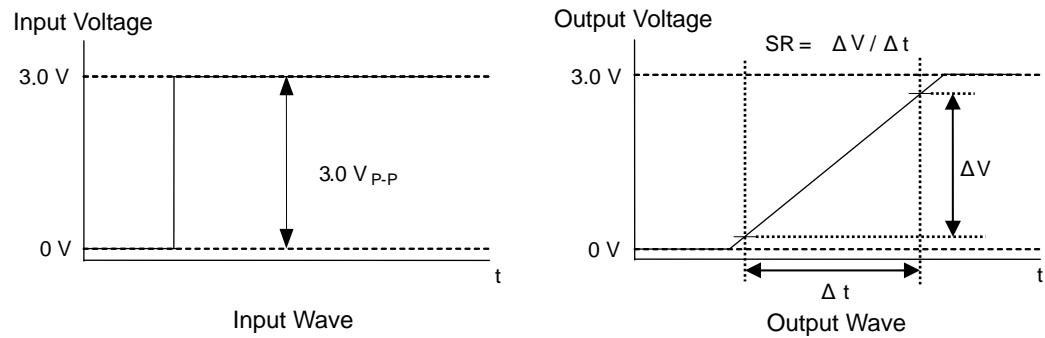 Input Voltage
3.0 V
3.0 V P-P
0 V
t
Input Wave
Output Voltage
SR = ΔV / Δt
3.0 V
ΔV
0 V
t
Δt
Output Wave